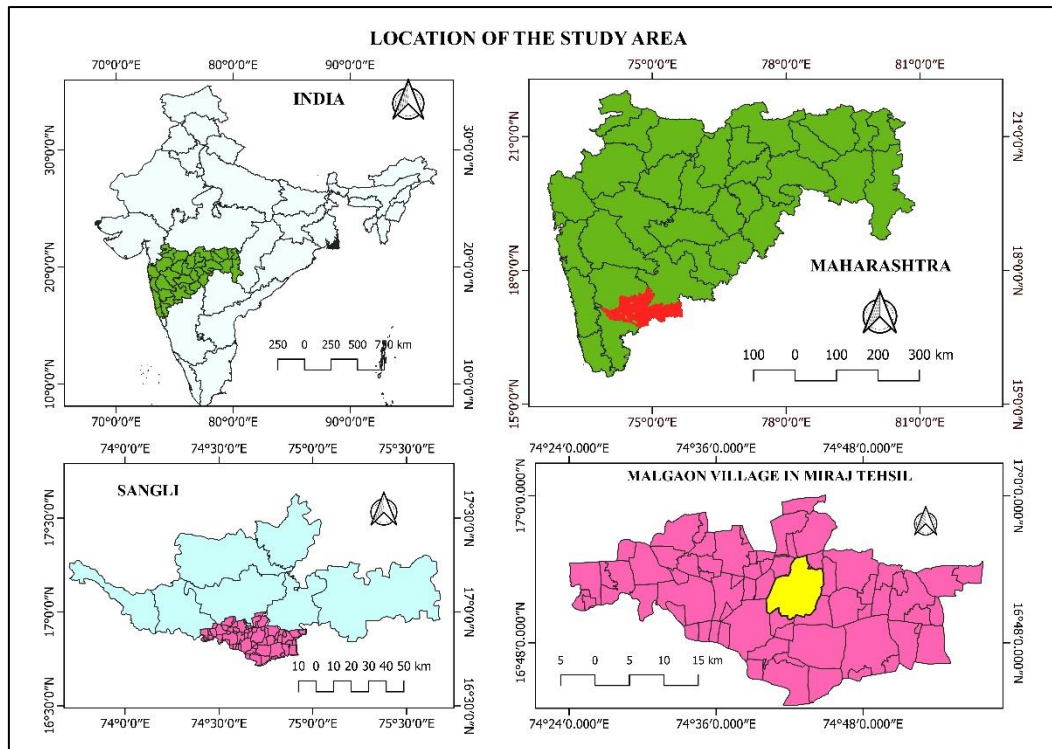 LOCATION OF THE STUDY AREA
70°0'0"E 80°0'0"E 90°0'0"E
INDIA
30°0'0"N 30°0'0"N
20°0'0"N 20°0'0"N
10°0'0"N 10°0'0"N
250 0 250 500 750 km
70°0'0"E 80°0'0"E 90°0'0"E
75°0'0"E 78°0'0"E 81°0'0"E
21°0'0"N 21°0'0"N
18°0'0"N 18°0'0"N
MAHARASHTRA
100 0 100 200 300 km
15°0'0"N 15°0'0"N
75°0'0"E 78°0'0"E 81°0'0"E
74°0'0"E 74°30'0"E 75°0'0"E 75°30'0"E
SANGLI
17°30'0"N 17°30'0"N
17°0'0"N 17°0'0"N
10 0 10 20 30 40 50 km
16°30'0"N 16°30'0"N
74°0'0"E 74°30'0"E 75°0'0"E 75°30'0"E
74°24'0.000"E 74°36'0.000"E 74°48'0.000"E
MALGAON VILLAGE IN MIRAJ TEHSIL
17°0'0.000"N 17°0'0.000"N
16°48'0.000"N 16°48'0.000"N
5 0 5 10 15 km
74°24'0.000"E 74°36'0.000"E 74°48'0.000"E